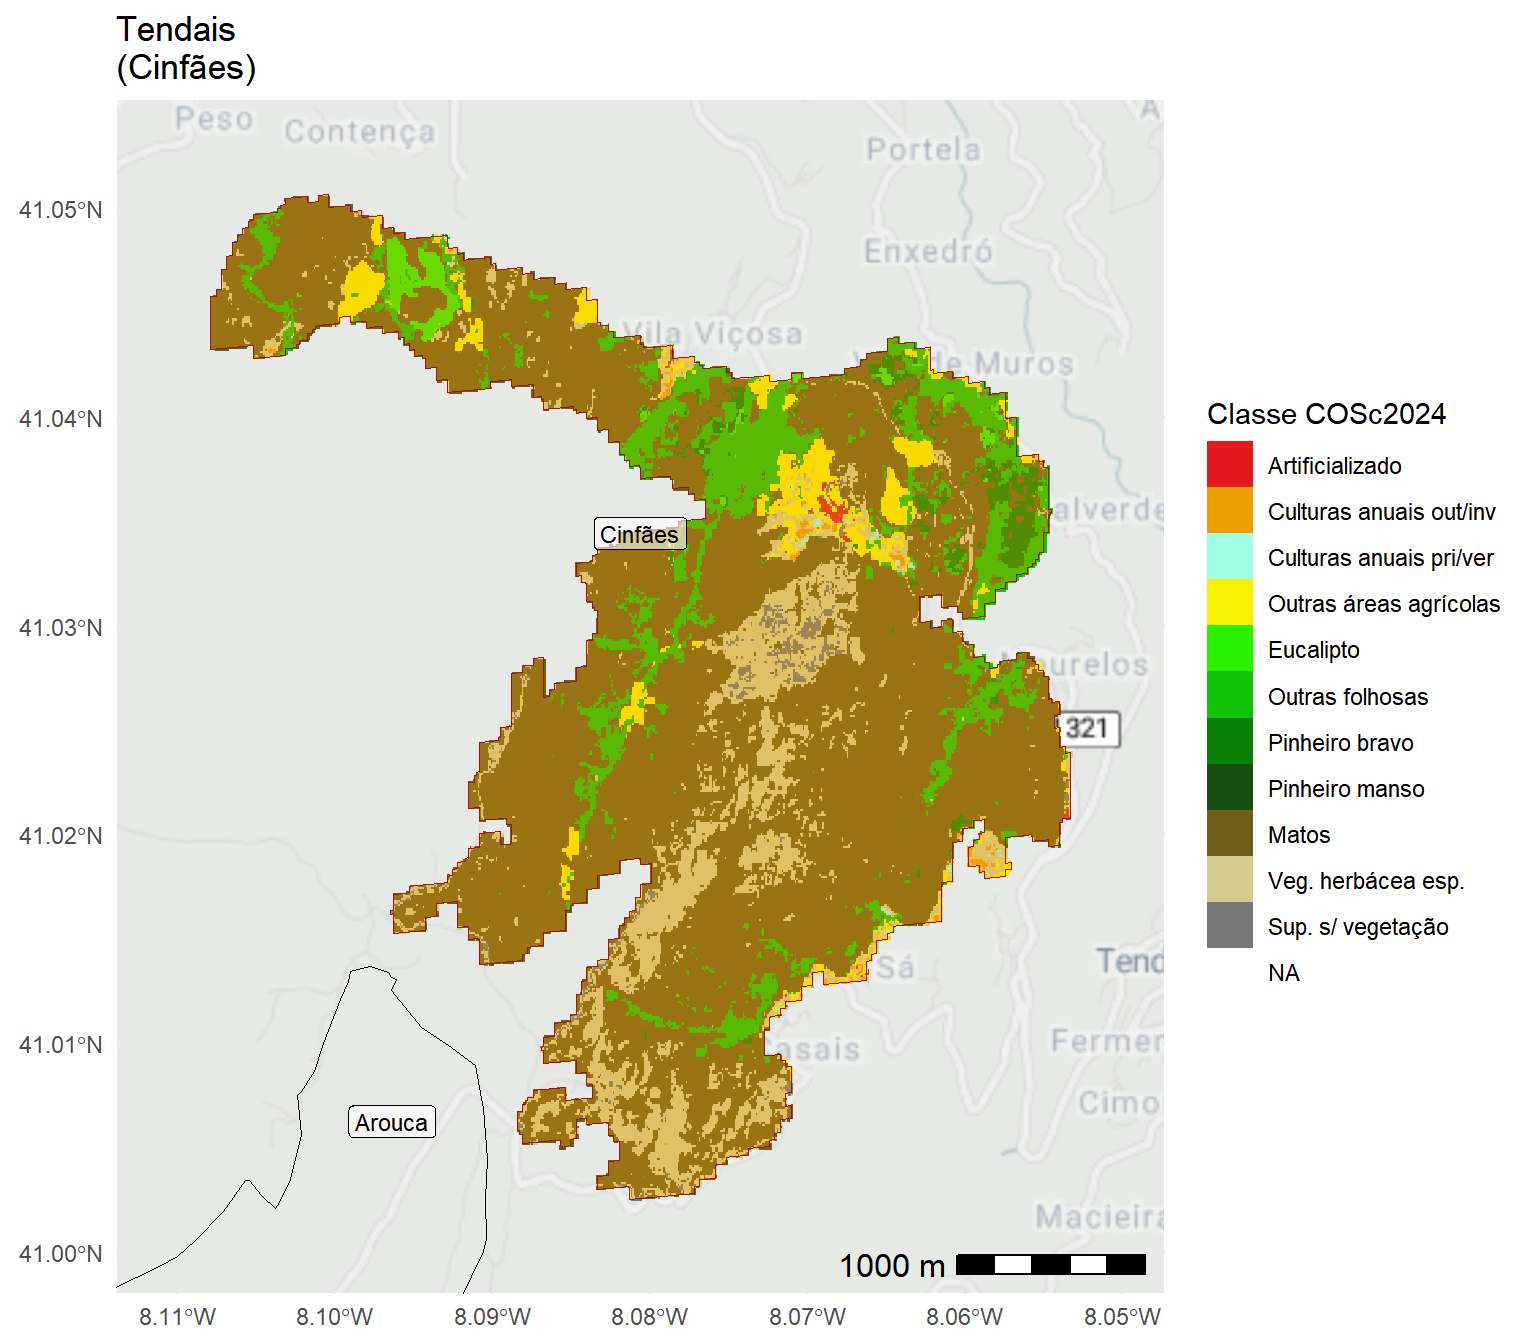 Tendais
(Cinfães)
Peso
Contença
Portela
A
Enxedró
Vila Viçosa
de Muros
alverde
Cinfães
ourelos
321
Sá
Tend
asais
Fermer
Cimo
Arouca
Macieira
1000 m
41.05°N
41.04°N
41.03°N
41.02°N
41.01°N
41.00°N
8.11°W
8.10°W
8.09°W
8.08°W
8.07°W
8.06°W
8.05°W
Classe COSc2024
Artificializado
Culturas anuais out/inv
Culturas anuais pri/ver
Outras áreas agrícolas
Eucalipto
Outras folhosas
Pinheiro bravo
Pinheiro manso
Matos
Veg. herbácea esp.
Sup. s/ vegetação
NA